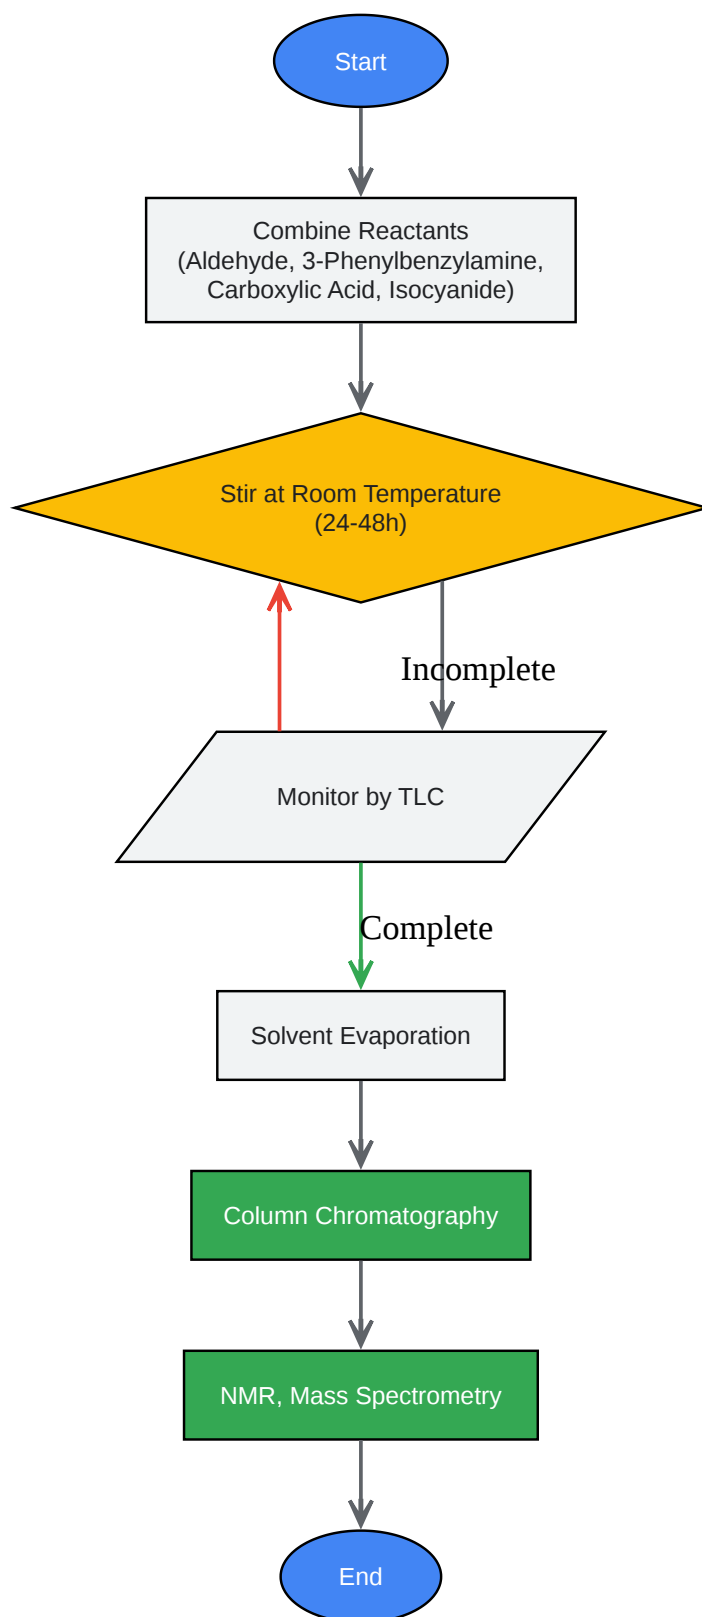 Start
Combine Reactants
(Aldehyde, 3-Phenylbenzylamine,
Carboxylic Acid, Isocyanide)
Stir at Room Temperature
(24-48h)
Incomplete
Monitor by TLC
Complete
Solvent Evaporation
Column Chromatography
NMR, Mass Spectrometry
End